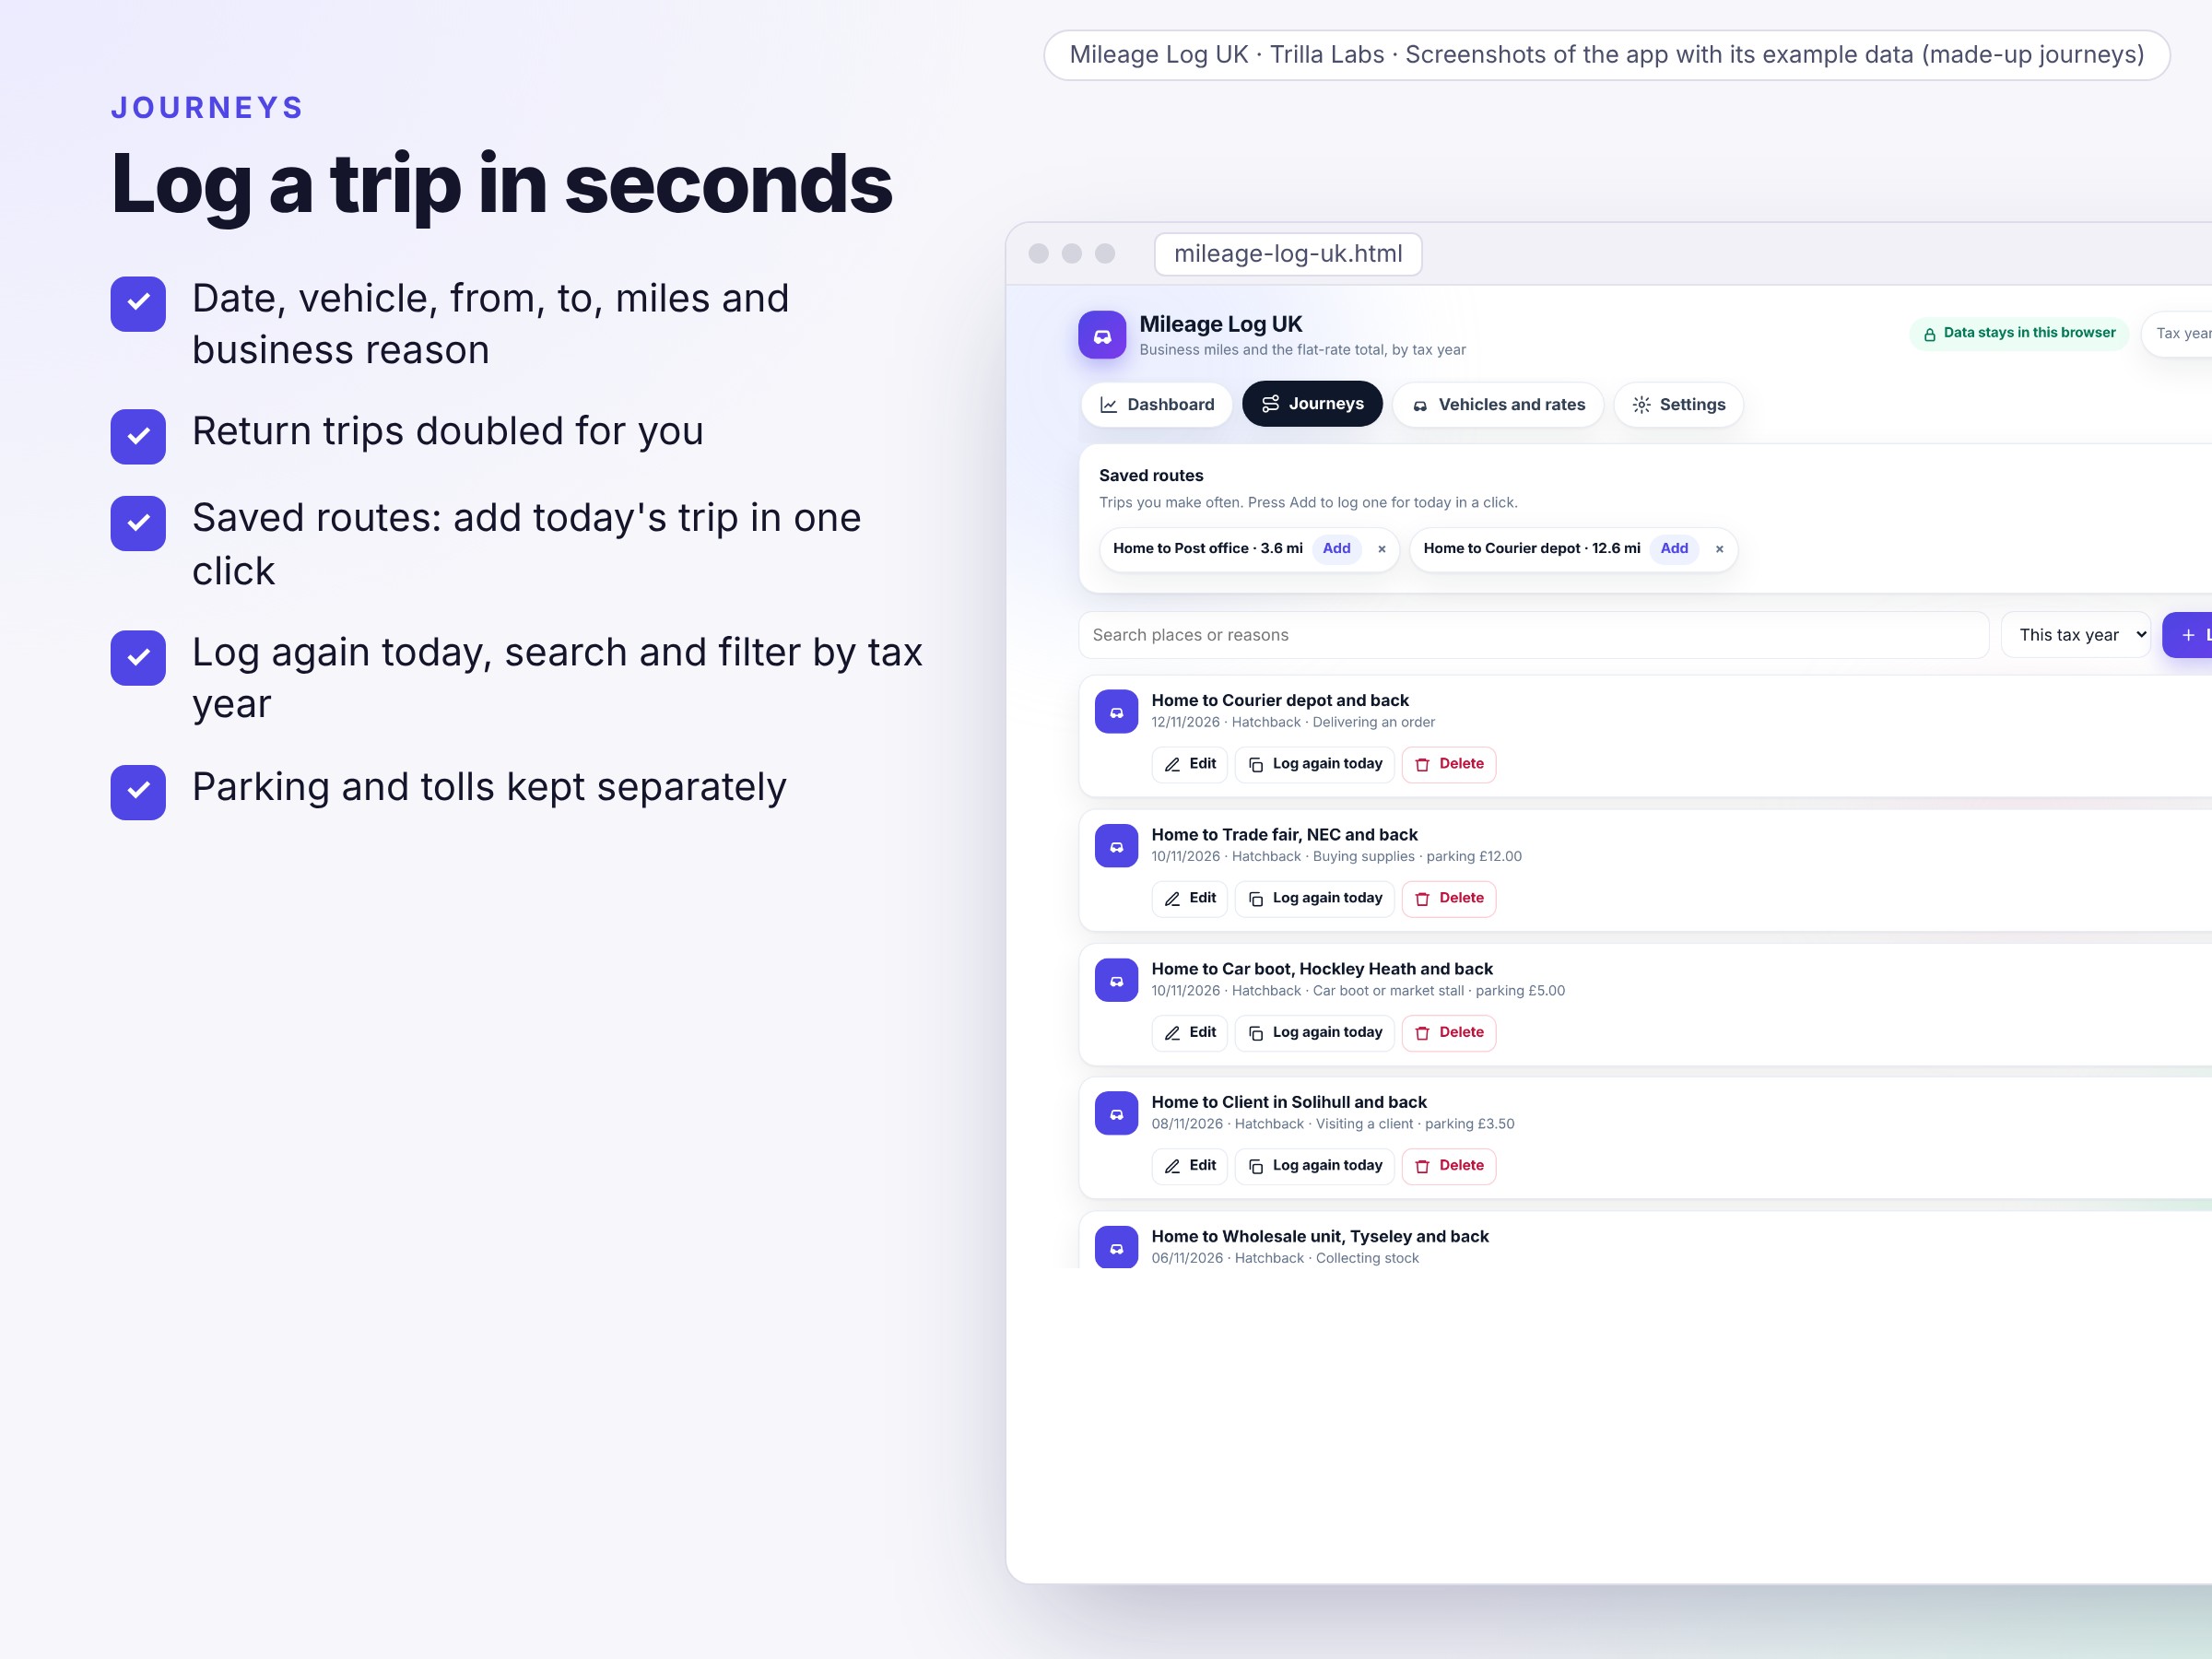 Mileage Log UK · Trilla Labs · Screenshots of the app with its example data (made-up journeys)
JOURNEYS
Log a trip in seconds
Date, vehicle, from, to, miles and
business reason
Return trips doubled for you
Saved routes: add today's trip in one
click
Log again today, search and filter by tax
year
Parking and tolls kept separately
mileage-log-uk.html
Mileage Log UK
Business miles and the flat-rate total, by tax year
Data stays in this browser
Tax year
Dashboard
Journeys
Vehicles and rates
Settings
Saved routes
Trips you make often. Press Add to log one for today in a click.
Home to Post office · 3.6 mi Add ×
Home to Courier depot · 12.6 mi Add ×
Search places or reasons
This tax year
Home to Courier depot and back
12/11/2026 · Hatchback · Delivering an order
Edit Log again today Delete
Home to Trade fair, NEC and back
10/11/2026 · Hatchback · Buying supplies · parking £12.00
Edit Log again today Delete
Home to Car boot, Hockley Heath and back
10/11/2026 · Hatchback · Car boot or market stall · parking £5.00
Edit Log again today Delete
Home to Client in Solihull and back
08/11/2026 · Hatchback · Visiting a client · parking £3.50
Edit Log again today Delete
Home to Wholesale unit, Tyseley and back
06/11/2026 · Hatchback · Collecting stock